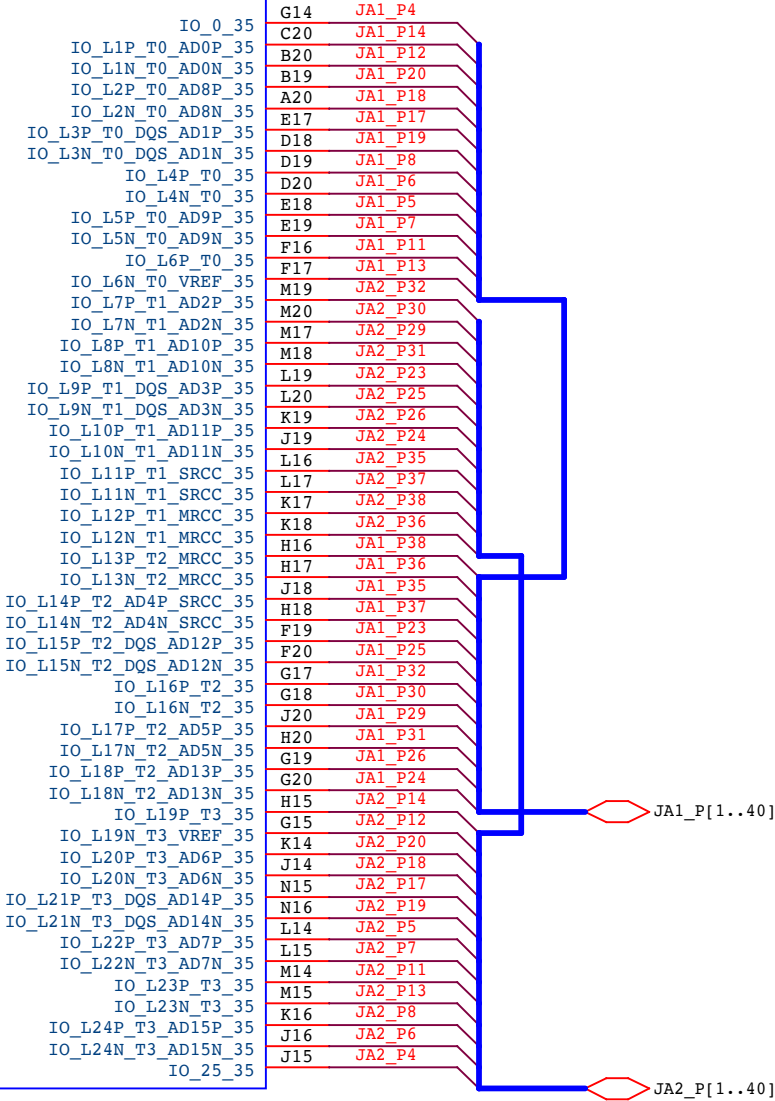 IO_0_35 G14 JA1_P4
IO_L1P_T0_AD0P_35 C20 JA1_P14
IO_L1N_T0_AD0N_35 B20 JA1_P12
IO_L2P_T0_AD8P_35 B19 JA1_P20
IO_L2N_T0_AD8N_35 A20 JA1_P18
IO_L3P_T0_DQS_AD1P_35 E17 JA1_P17
IO_L3N_T0_DQS_AD1N_35 D18 JA1_P19
IO_L4P_T0_35 D19 JA1_P8
IO_L4N_T0_35 D20 JA1_P6
IO_L5P_T0_AD9P_35 E18 JA1_P5
IO_L5N_T0_AD9N_35 E19 JA1_P7
IO_L6P_T0_35 F16 JA1_P11
IO_L6N_T0_VREF_35 F17 JA1_P13
IO_L7P_T1_AD2P_35 M19 JA2_P32
IO_L7N_T1_AD2N_35 M20 JA2_P30
IO_L8P_T1_AD10P_35 M17 JA2_P29
IO_L8N_T1_AD10N_35 M18 JA2_P31
IO_L9P_T1_DQS_AD3P_35 L19 JA2_P23
IO_L9N_T1_DQS_AD3N_35 L20 JA2_P25
IO_L10P_T1_AD11P_35 K19 JA2_P26
IO_L10N_T1_AD11N_35 J19 JA2_P24
IO_L11P_T1_SRCC_35 L16 JA2_P35
IO_L11N_T1_SRCC_35 L17 JA2_P37
IO_L12P_T1_MRCC_35 K17 JA2_P38
IO_L12N_T1_MRCC_35 K18 JA2_P36
IO_L13P_T2_MRCC_35 H16 JA1_P38
IO_L13N_T2_MRCC_35 H17 JA1_P36
IO_L14P_T2_AD4P_SRCC_35 J18 JA1_P35
IO_L14N_T2_AD4N_SRCC_35 H18 JA1_P37
IO_L15P_T2_DQS_AD12P_35 F19 JA1_P23
IO_L15N_T2_DQS_AD12N_35 F20 JA1_P25
IO_L16P_T2_35 G17 JA1_P32
IO_L16N_T2_35 G18 JA1_P30
IO_L17P_T2_AD5P_35 J20 JA1_P29
IO_L17N_T2_AD5N_35 H20 JA1_P31
IO_L18P_T2_AD13P_35 G19 JA1_P26
IO_L18N_T2_AD13N_35 G20 JA1_P24
IO_L19P_T3_35 H15 JA2_P14
JA1_P[1..40]
IO_L19N_T3_VREF_35 G15 JA2_P12
IO_L20P_T3_AD6P_35 K14 JA2_P20
IO_L20N_T3_AD6N_35 J14 JA2_P18
IO_L21P_T3_DQS_AD14P_35 N15 JA2_P17
IO_L21N_T3_DQS_AD14N_35 N16 JA2_P19
IO_L22P_T3_AD7P_35 L14 JA2_P5
IO_L22N_T3_AD7N_35 L15 JA2_P7
IO_L23P_T3_35 M14 JA2_P11
IO_L23N_T3_35 M15 JA2_P13
IO_L24P_T3_AD15P_35 K16 JA2_P8
IO_L24N_T3_AD15N_35 J16 JA2_P6
IO_25_35 J15 JA2_P4
JA2_P[1..40]